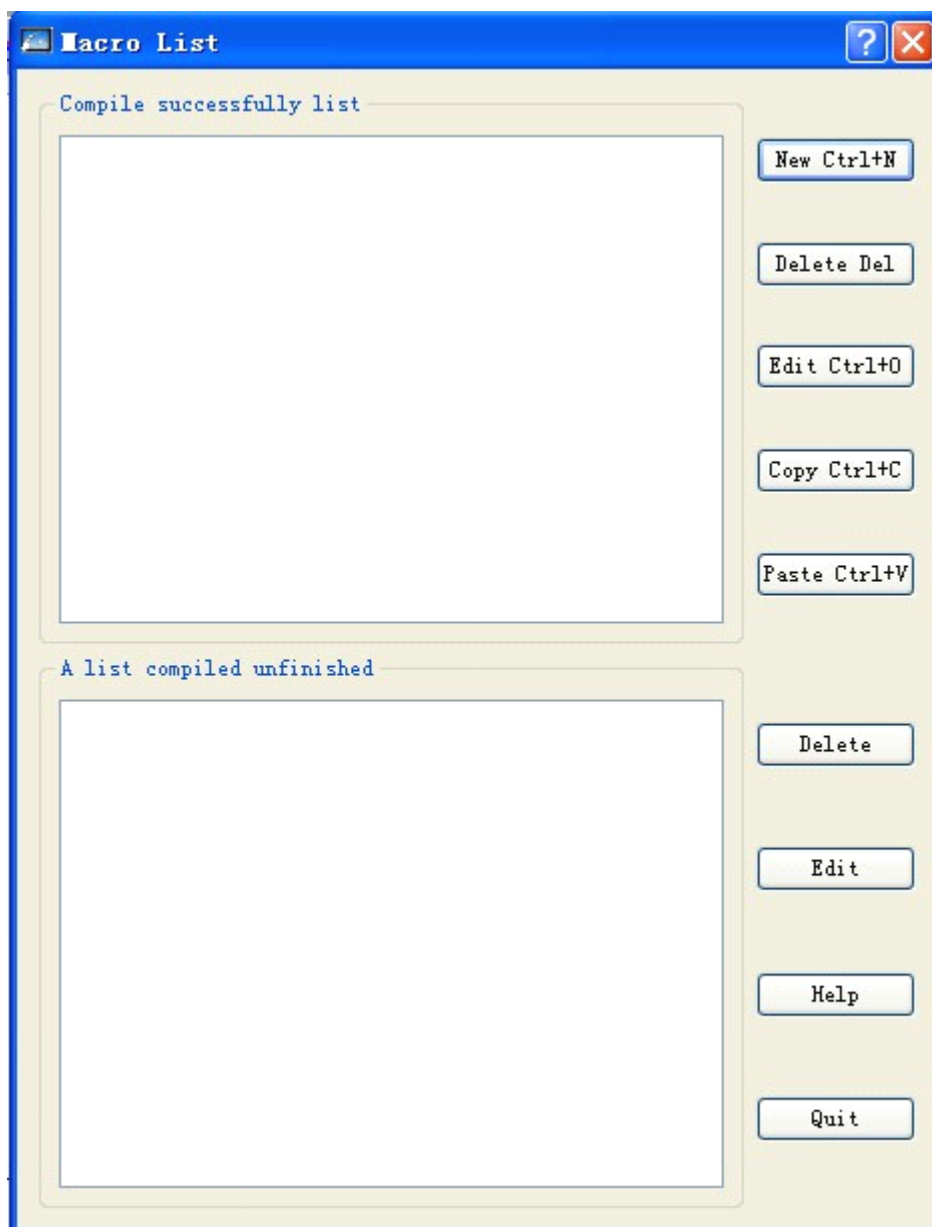 Macro List
Compile successfully list
New Ctrl+N
Delete Del
Edit Ctrl+O
Copy Ctrl+C
Paste Ctrl+V
A list compiled unfinished
Delete
Edit
Help
Quit